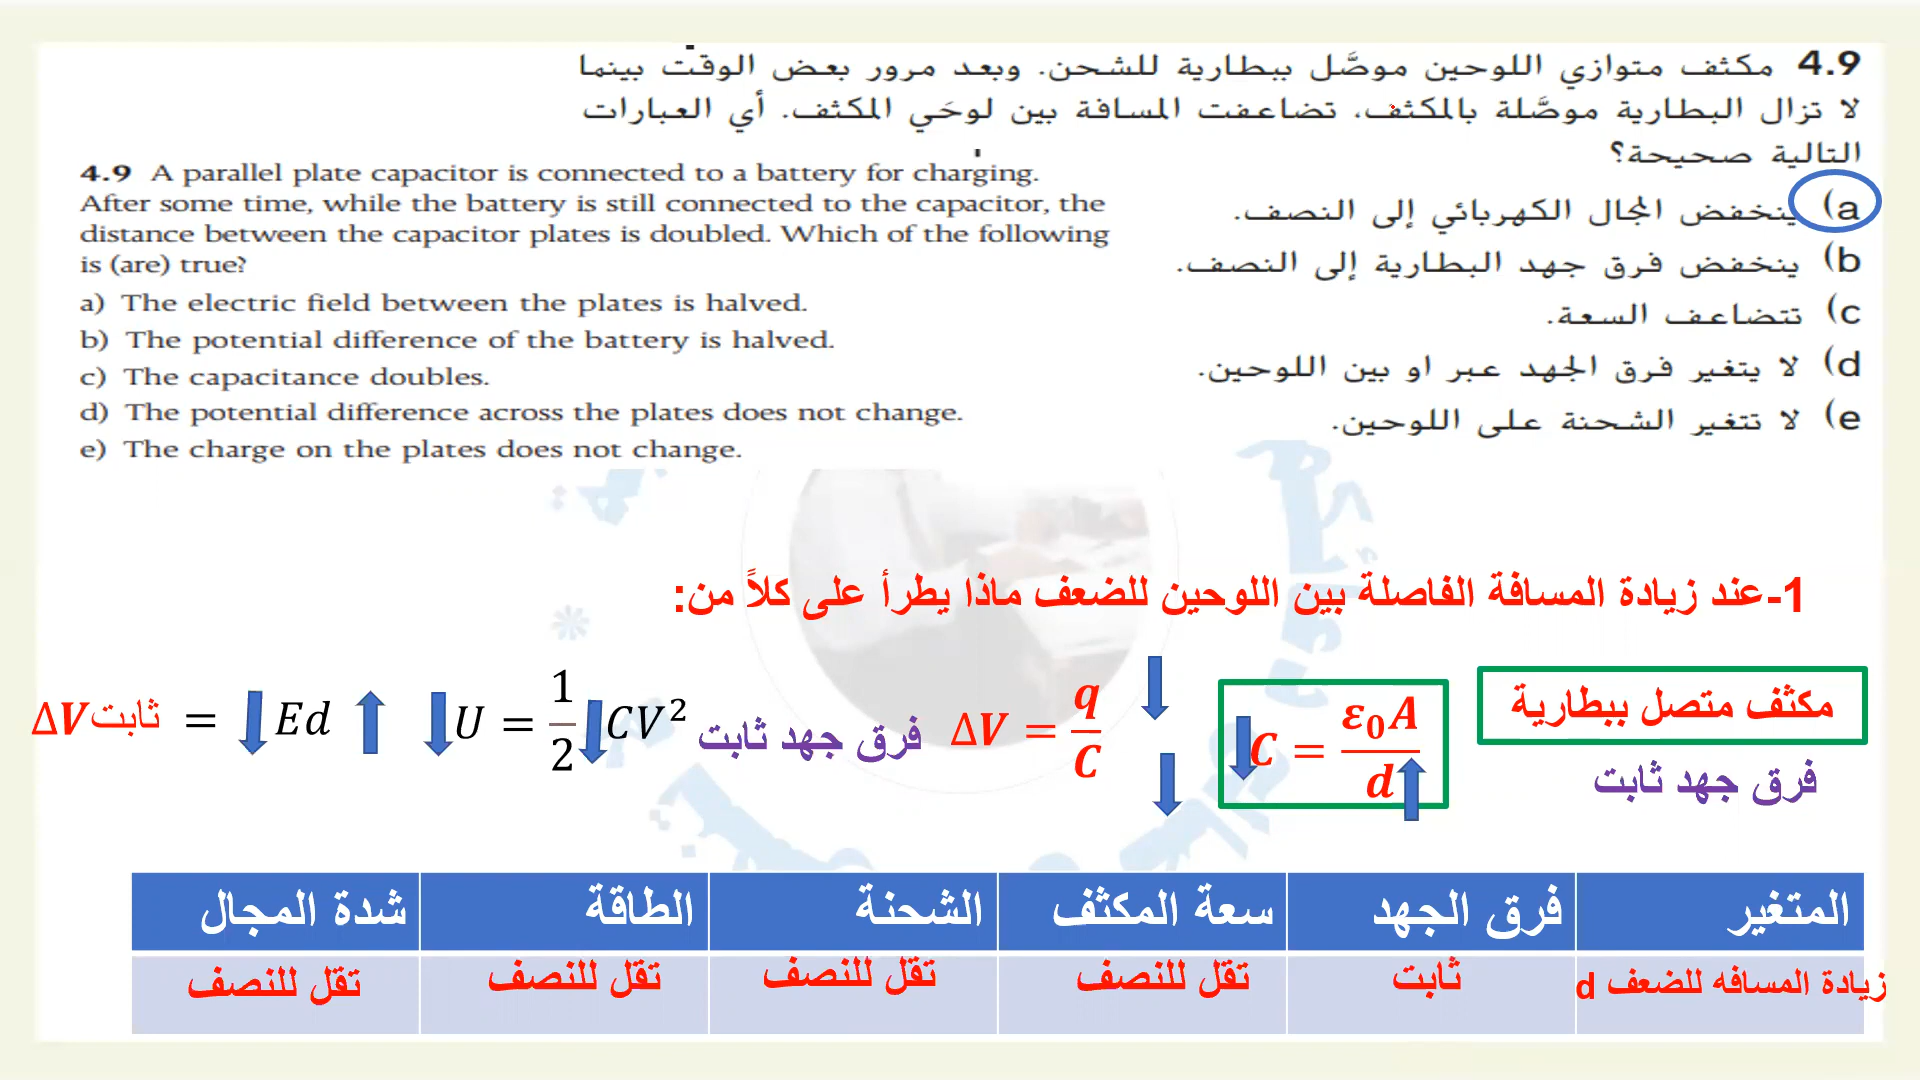 4.9 مكثف متوازي اللوحين موصَّل ببطارية للشحن. وبعد مرور بعض الوقت بينما
لا تزال البطارية موصَّلة بالمكثف، تضاعفت المسافة بين لوحَي المكثف. أي العبارات
التالية صحيحة؟
a) ينخفض المجال الكهربائي إلى النصف.
b) ينخفض فرق جهد البطارية إلى النصف.
c) تتضاعف السعة.
d) لا يتغير فرق الجهد عبر او بين اللوحين.
e) لا تتغير الشحنة على اللوحين.
4.9 A parallel plate capacitor is connected to a battery for charging.
After some time, while the battery is still connected to the capacitor, the
distance between the capacitor plates is doubled. Which of the following
is (are) true?
a) The electric field between the plates is halved.
b) The potential difference of the battery is halved.
c) The capacitance doubles.
d) The potential difference across the plates does not change.
e) The charge on the plates does not change.
1-عند زيادة المسافة الفاصلة بين اللوحين للضعف ماذا يطرأ على كلاً من:
مكثف متصل ببطارية
فرق جهد ثابت
C = ε₀A / d
ΔV = q / C
فرق جهد ثابت
U = 1/2 CV²
ΔV ثابت = Ed
المتغير فرق الجهد سعة المكثف الشحنة الطاقة شدة المجال
زيادة المسافه للضعف d ثابت تقل للنصف تقل للنصف تقل للنصف تقل للنصف